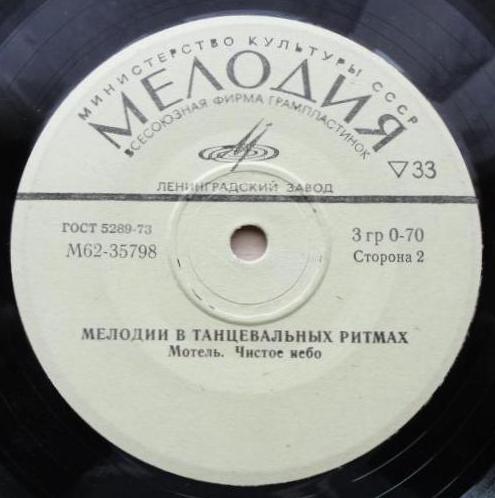 МИНИСТЕРСТВО КУЛЬТУРЫ СССР
МЕЛОДИЯ
ВСЕСОЮЗНАЯ ФИРМА ГРАМПЛАСТИНОК
▽33
ЛЕНИНГРАДСКИЙ ЗАВОД
ГОСТ 5289-73
М62-35798
3 гр 0-70
Сторона 2
МЕЛОДИИ В ТАНЦЕВАЛЬНЫХ РИТМАХ
Мотель. Чистое небо